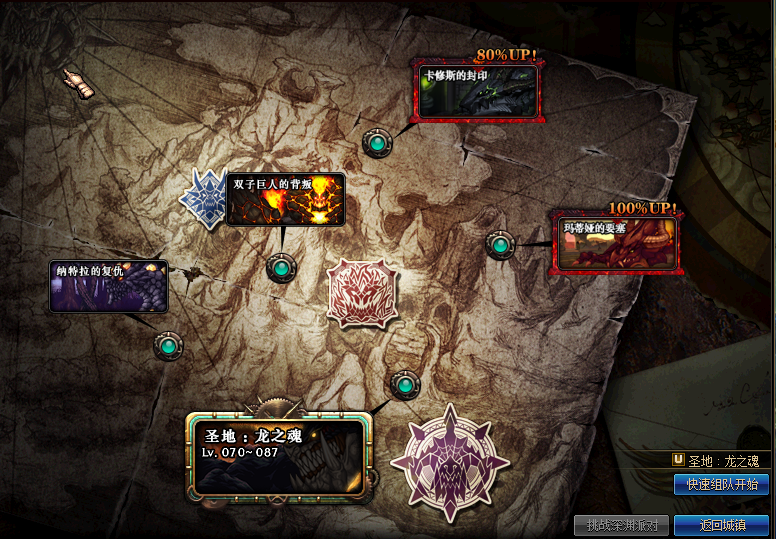 80%UP!
卡修斯的封印
双子巨人的背叛
100%UP!
玛蒂娅的要塞
纳特拉的复仇
圣地：龙之魂
Lv. 070~087
U 圣地：龙之魂
快速组队开始
挑战深渊派对
返回城镇